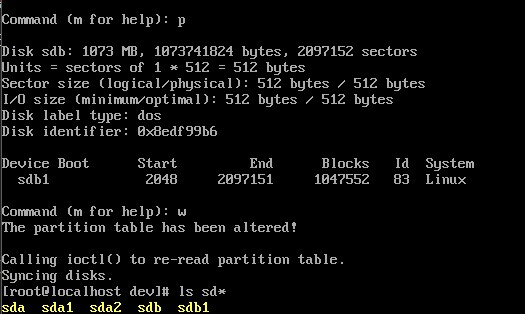 Command (m for help): p
Disk sdb: 1073 MB, 1073741824 bytes, 2097152 sectors
Units = sectors of 1 * 512 = 512 bytes
Sector size (logical/physical): 512 bytes / 512 bytes
I/O size (minimum/optimal): 512 bytes / 512 bytes
Disk label type: dos
Disk identifier: 0x8edf99b6
Device Boot Start End Blocks Id System
sdb1 2048 2097151 1047552 83 Linux
Command (m for help): w
The partition table has been altered!
Calling ioctl() to re-read partition table.
Syncing disks.
[root@localhost dev]# ls sd*
sda sda1 sda2 sdb sdb1